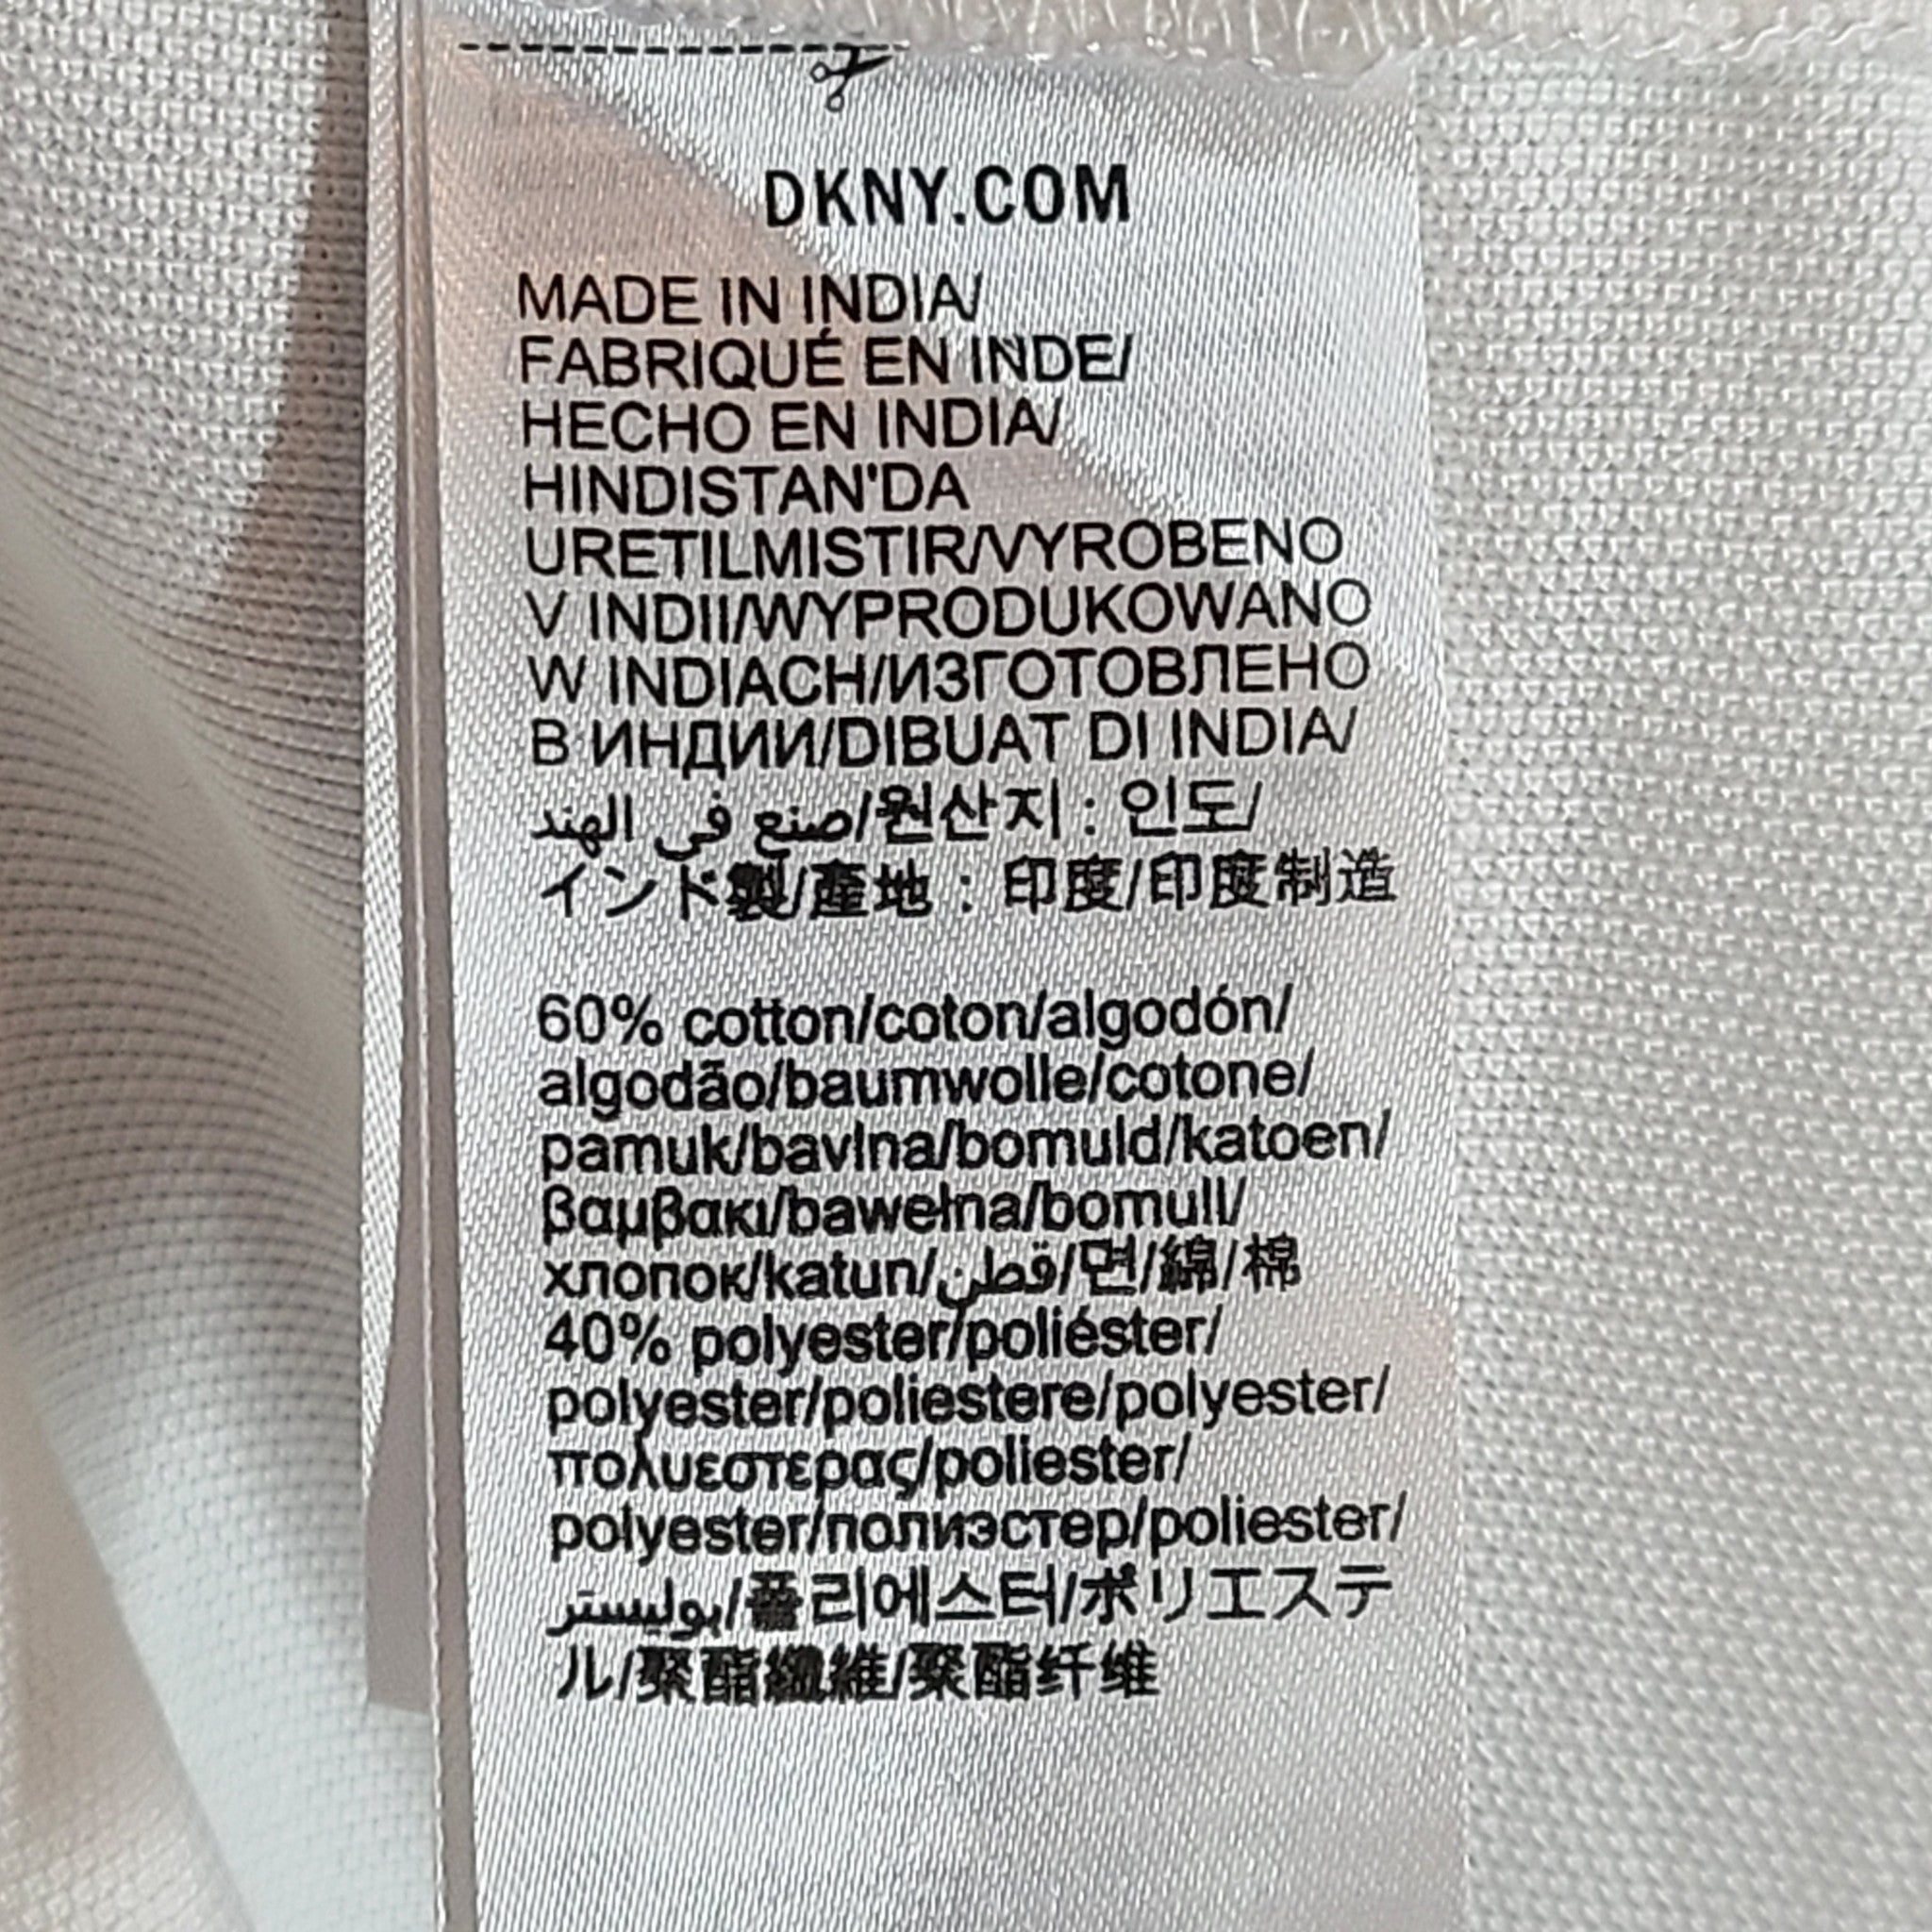 DKNY.COM
MADE IN INDIA/
FABRIQUÉ EN INDE/
HECHO EN INDIA/
HINDISTAN'DA
URETILMISTIR/VYROBENO
V INDII/WYPRODUKOWANO
W INDIACH/ИЗГОТОВЛЕНО
В ИНДИИ/DIBUAT DI INDIA/
صنع في الهند/원산지 : 인도/
インド製/產地 : 印度/印度制造
60% cotton/coton/algodón/
algodão/baumwolle/cotone/
pamuk/bavlna/bomuld/katoen/
βαμβακι/bawełna/bomull/
хлопок/katun/قطن/면/綿/棉
40% polyester/poliéster/
polyester/poliestere/polyester/
πολυεστερας/poliester/
polyester/полиэстер/poliester/
بوليستر/폴리에스터/ポリエステ
ル/聚酯纖維/聚酯纤维